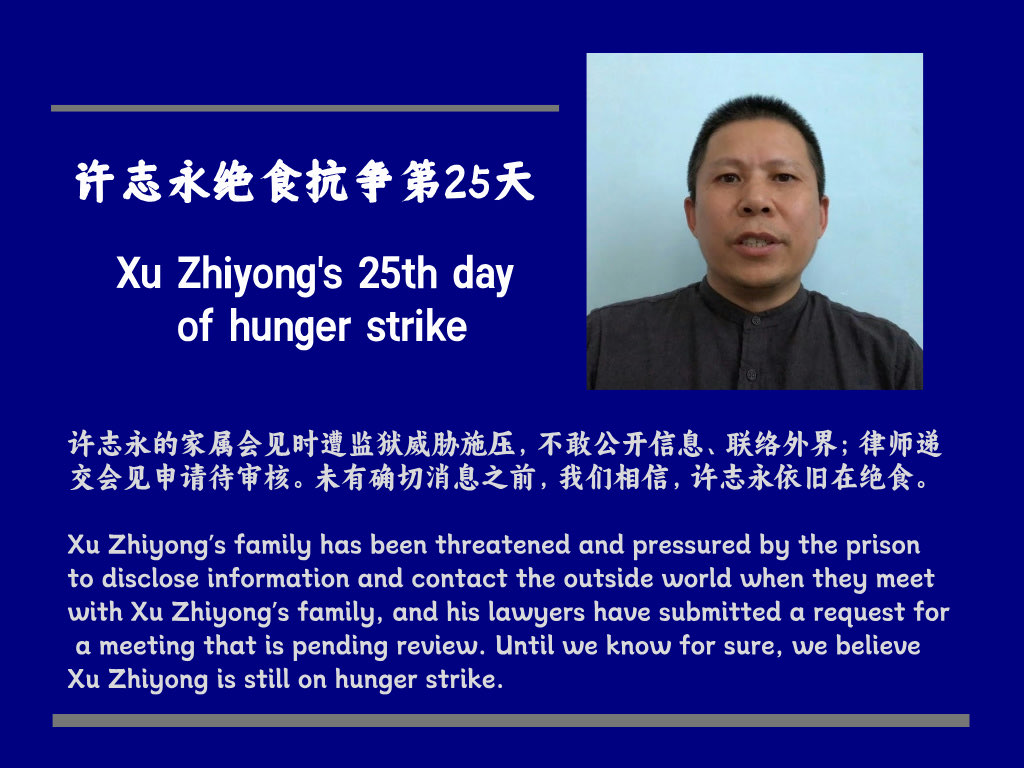 许志永绝食抗争第25天
Xu Zhiyong's 25th day
of hunger strike
许志永的家属会见时遭监狱威胁施压，不敢公开信息、联络外界；律师递
交会见申请待审核。未有确切消息之前，我们相信，许志永依旧在绝食。
Xu Zhiyong's family has been threatened and pressured by the prison
to disclose information and contact the outside world when they meet
with Xu Zhiyong's family, and his lawyers have submitted a request for
a meeting that is pending review. Until we know for sure, we believe
Xu Zhiyong is still on hunger strike.